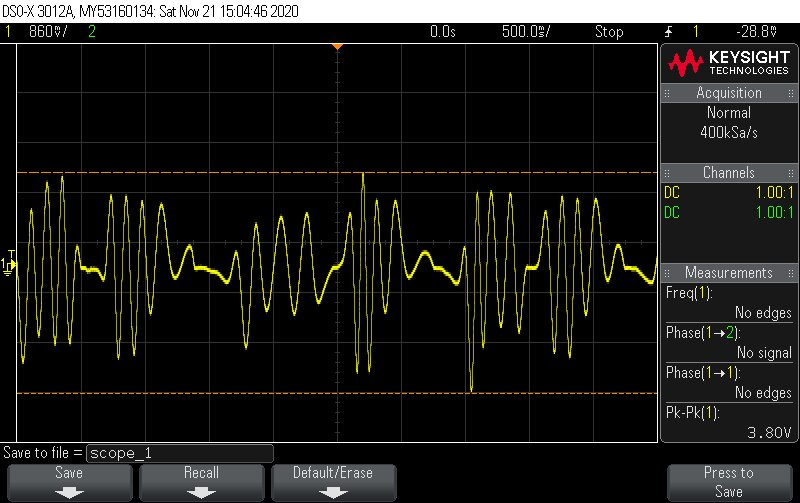 DSO-X 3012A, MY53160134: Sat Nov 21 15:04:46 2020
1 860mV/ 2 0.0s 500.0ms/ Stop 1 -28.8mV
KEYSIGHT
TECHNOLOGIES
Acquisition
Normal
400kSa/s
Channels
DC 1.00:1
DC 1.00:1
Measurements
Freq(1):
No edges
Phase(1→2):
No signal
Phase(1→1):
No edges
Pk-Pk(1):
3.80V
1
T
Save to file = scope_1
Save Recall Default/Erase Press to
Save